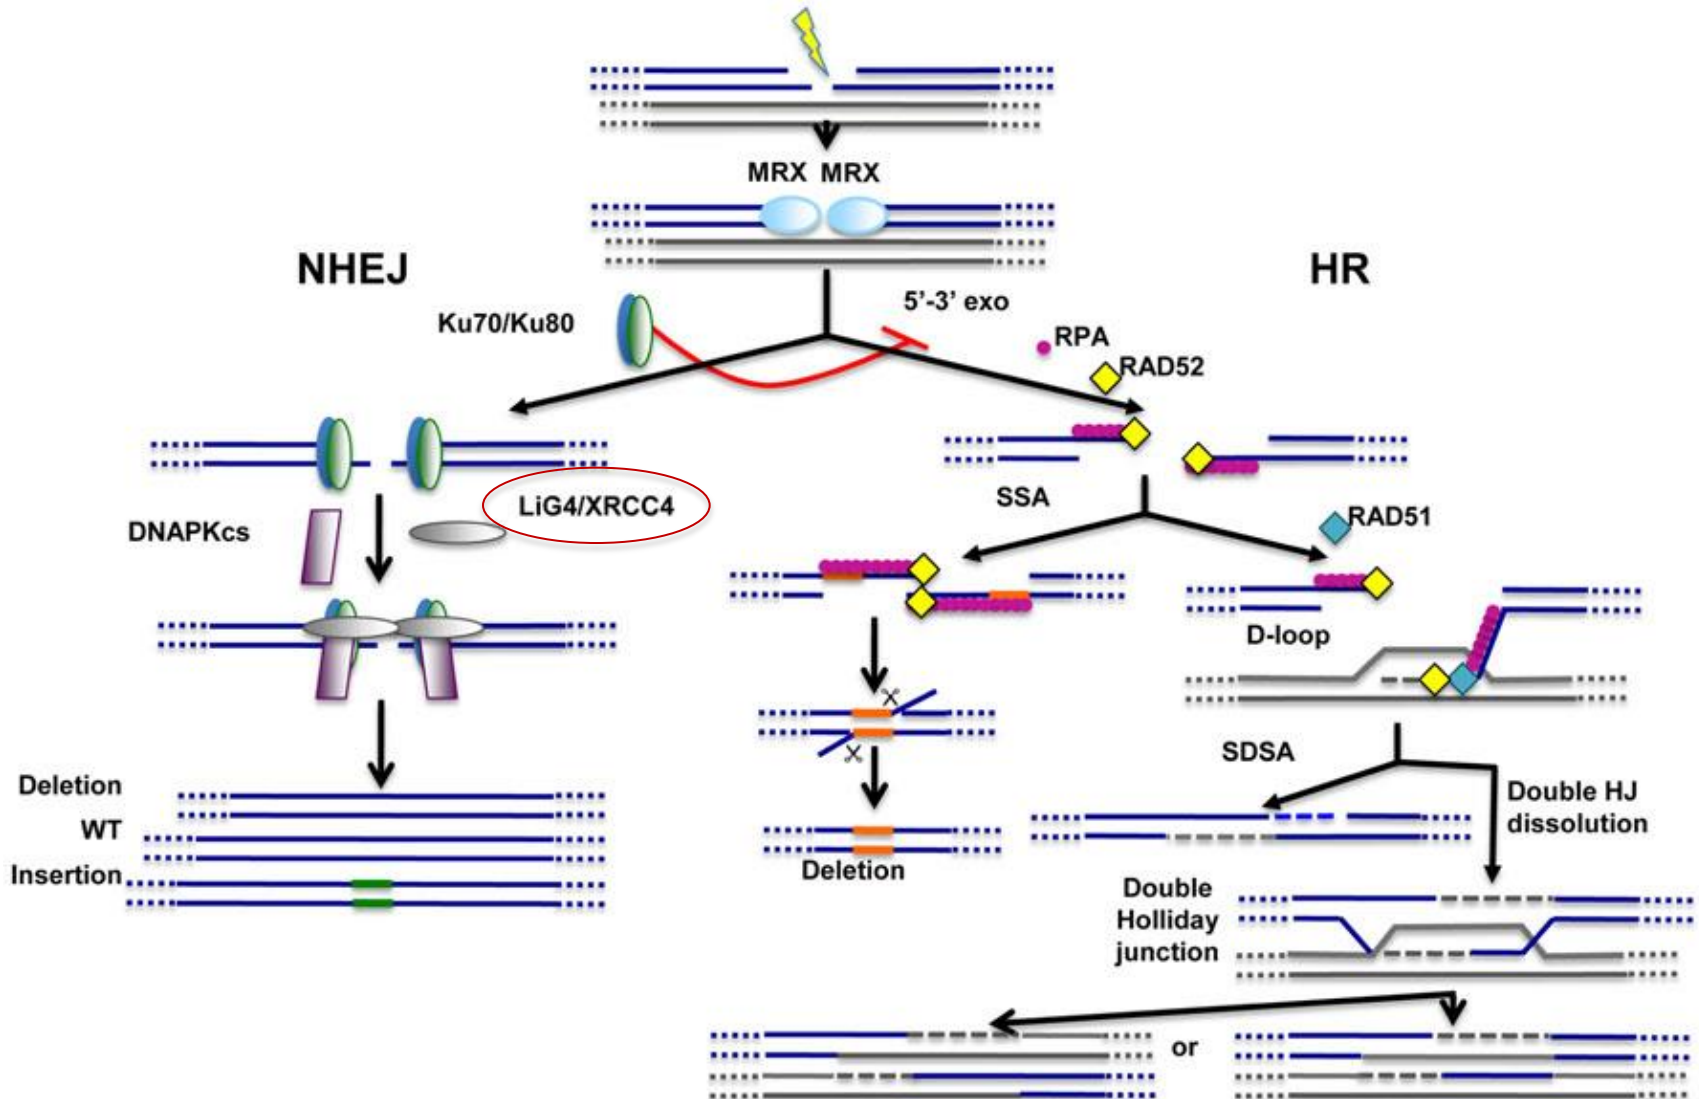 MRX MRX
NHEJ
HR
5’-3’ exo
Ku70/Ku80
RPA
RAD52
LiG4/XRCC4
SSA
RAD51
DNAPKcs
D-loop
SDSA
Deletion
WT
Insertion
Double HJ
dissolution
Deletion
Double
Holliday
junction
or